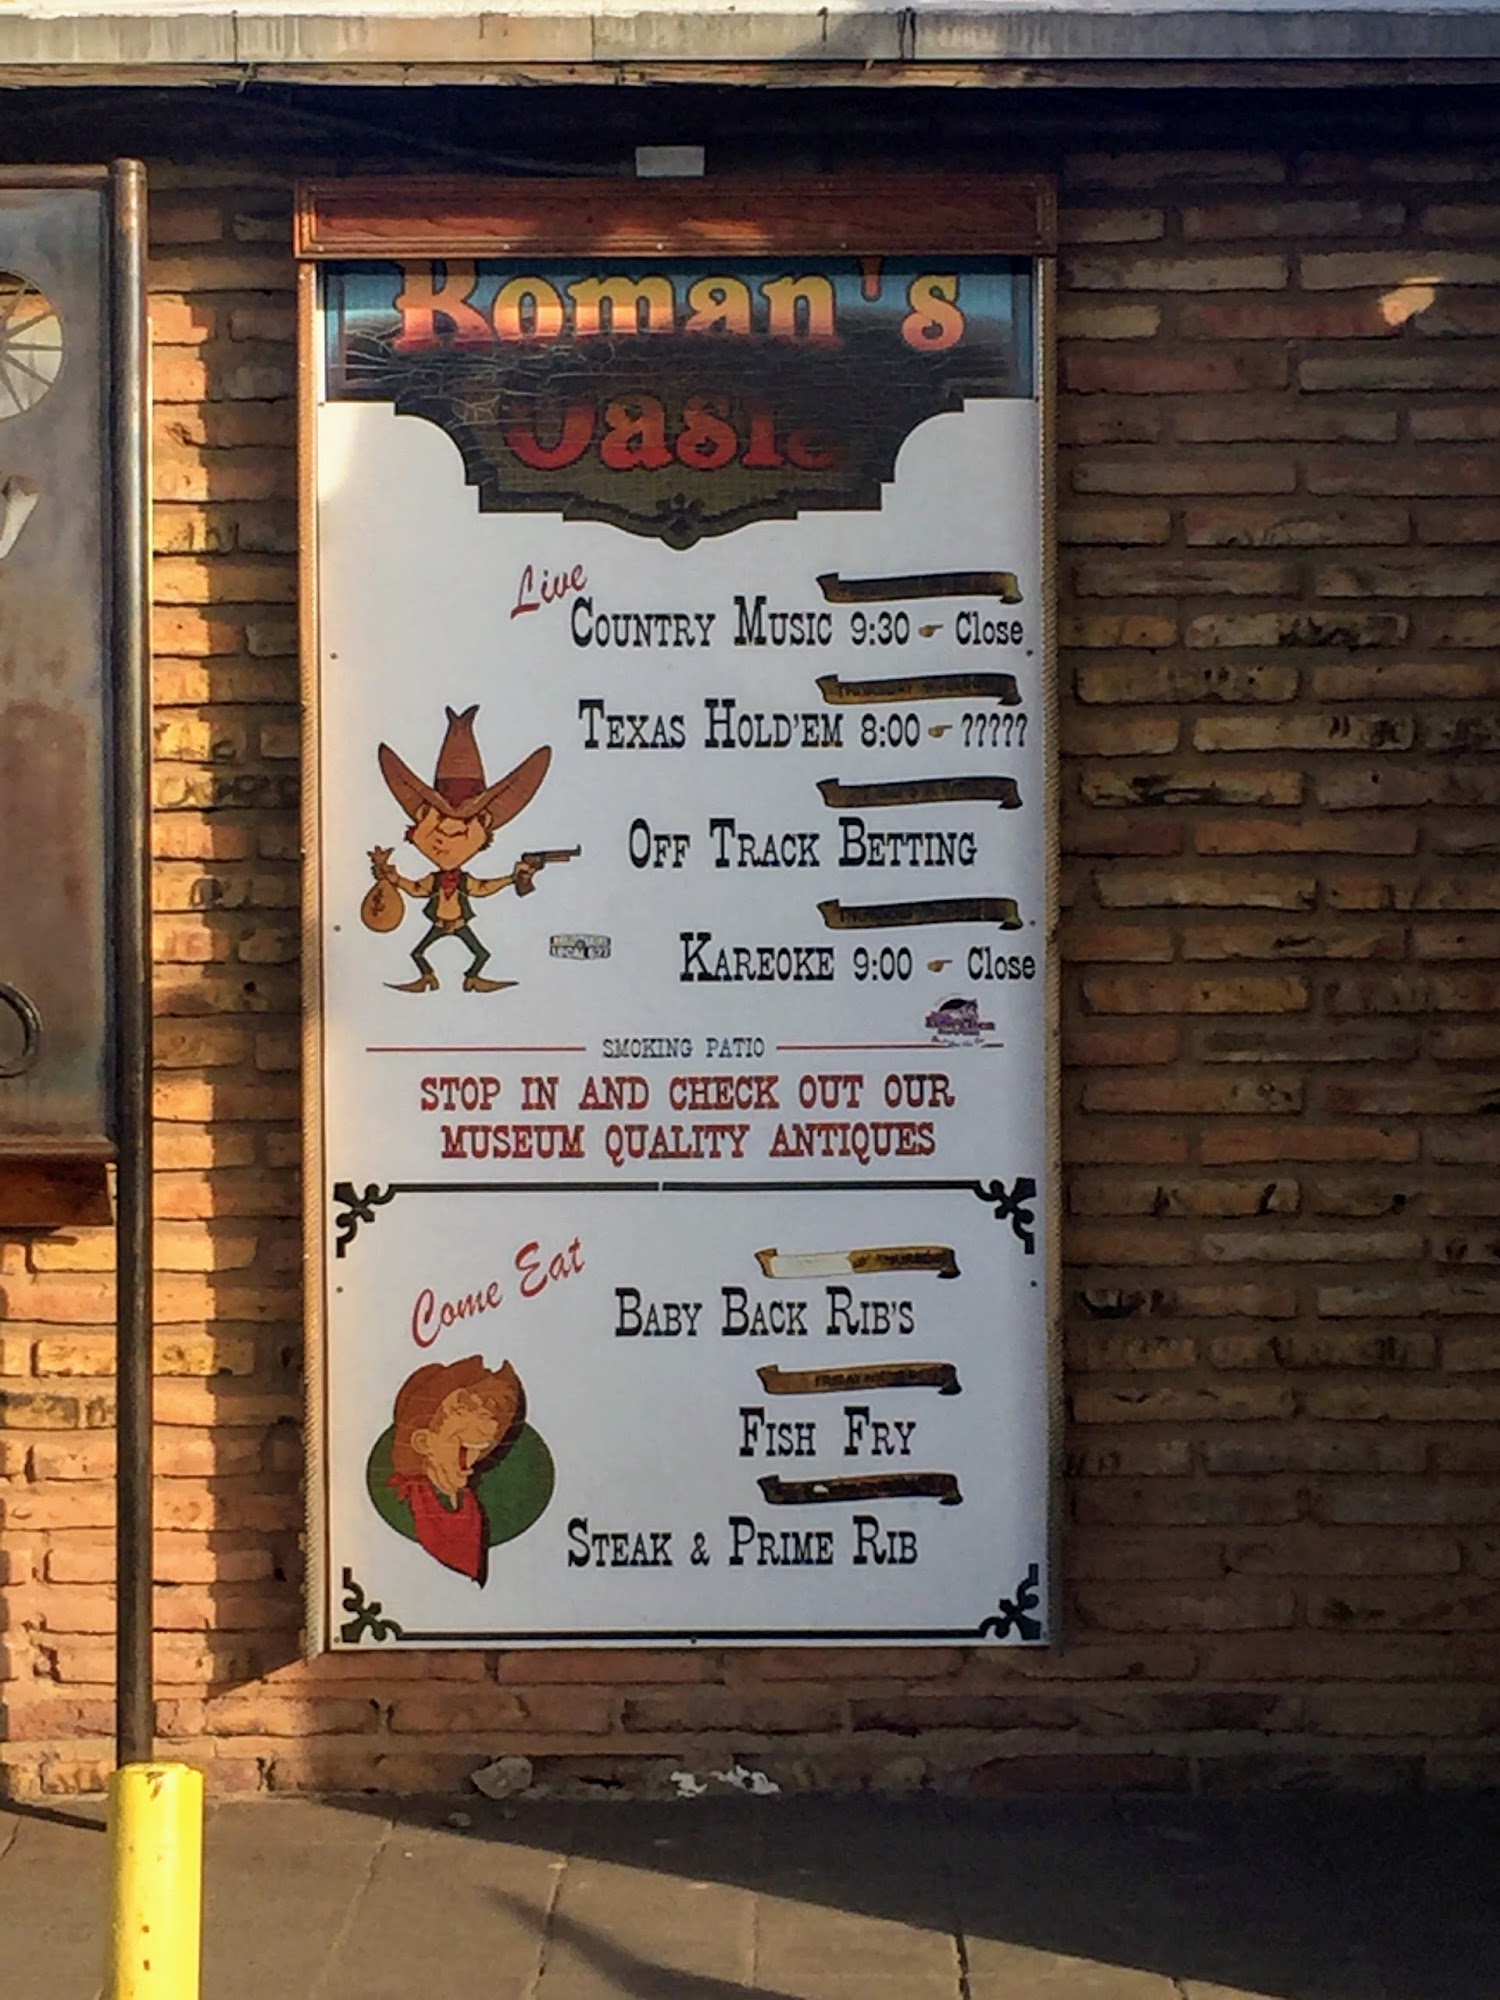 Roman's
Oasis
Live
COUNTRY MUSIC 9:30 Close
TEXAS HOLD'EM 8:00 ?????
OFF TRACK BETTING
KAREOKE 9:00 Close
SMOKING PATIO
STOP IN AND CHECK OUT OUR
MUSEUM QUALITY ANTIQUES
Come Eat
BABY BACK RIB'S
FRIDAY
FISH FRY
STEAK & PRIME RIB